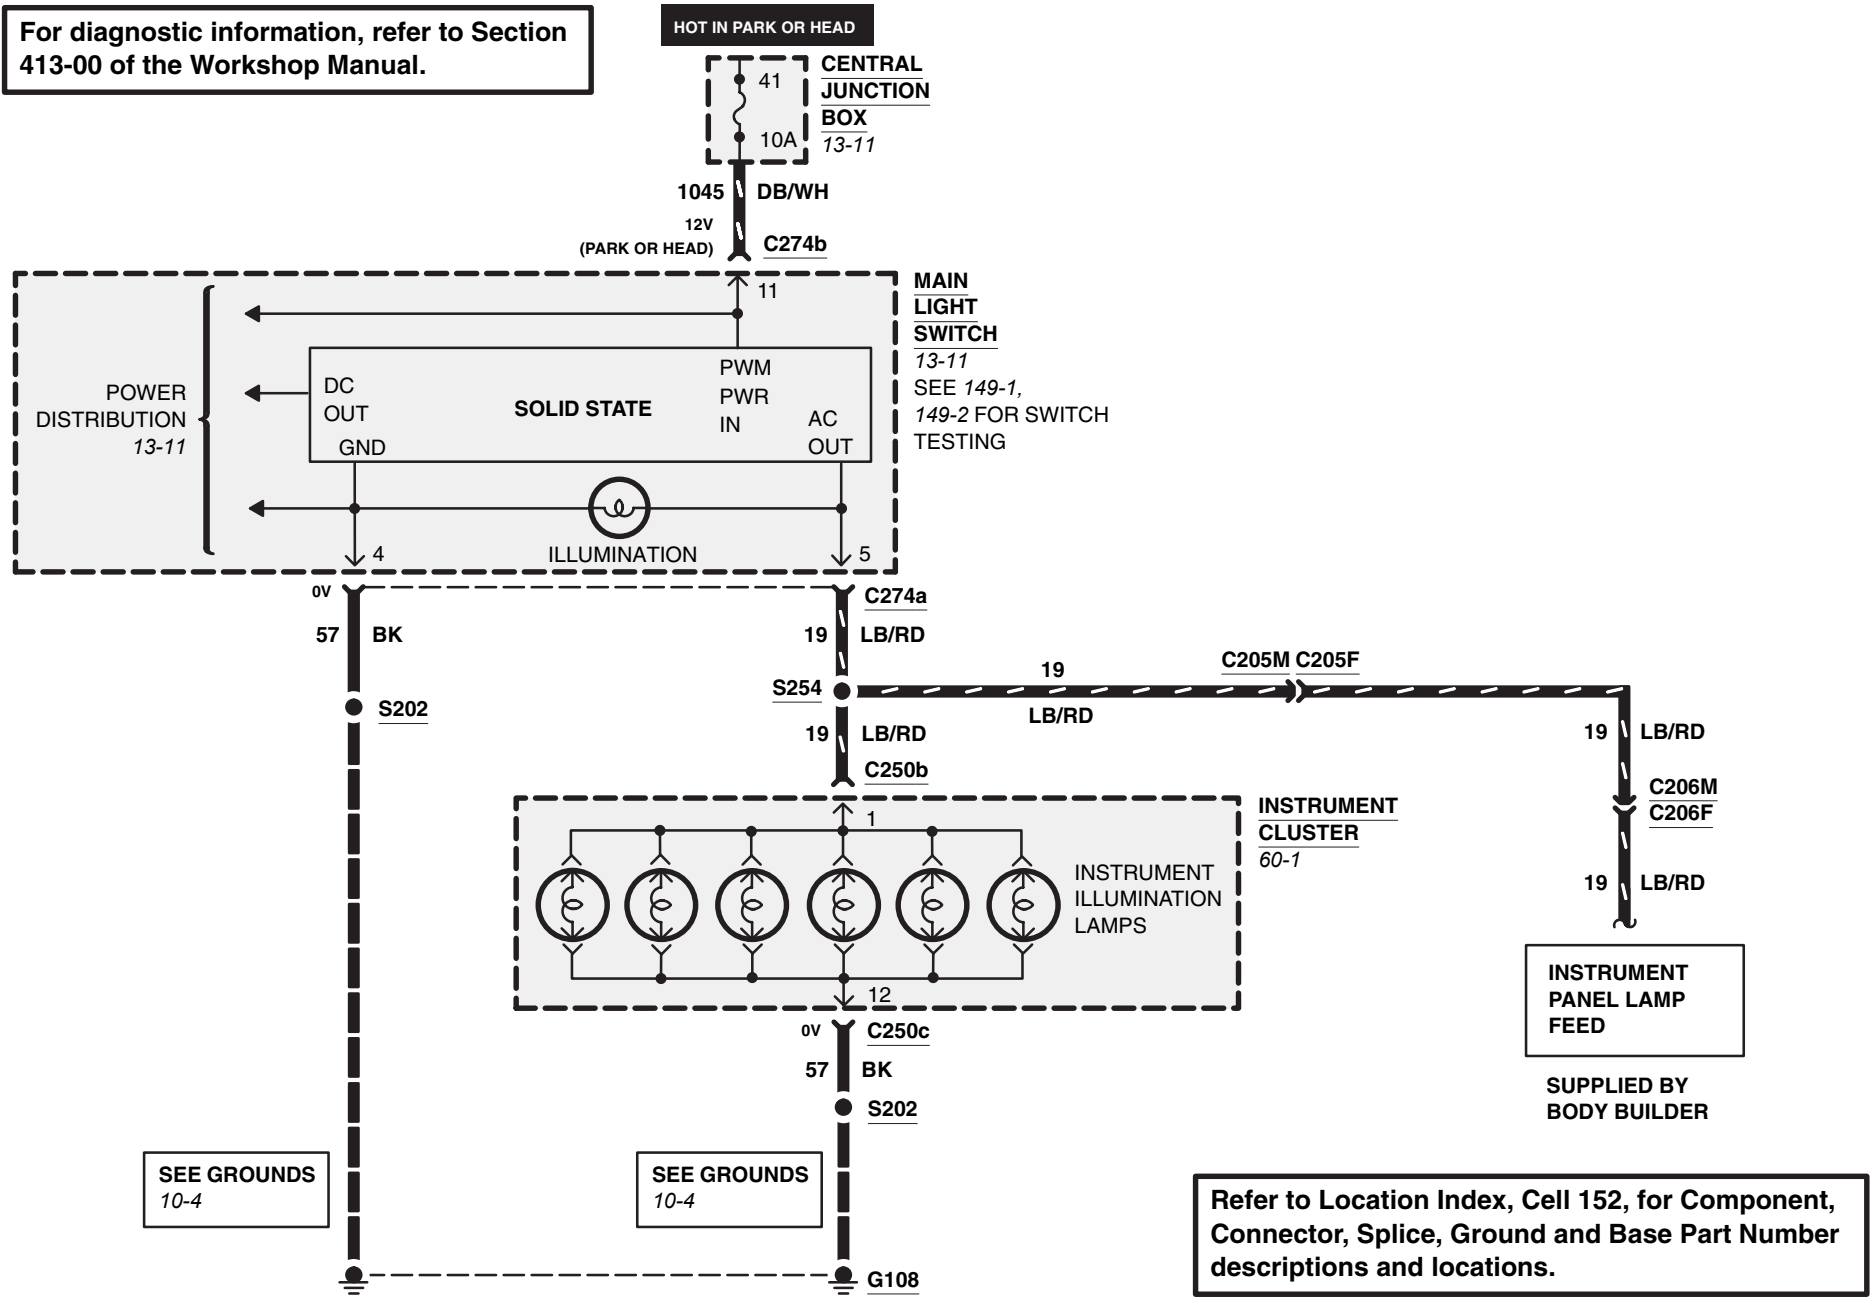 For diagnostic information, refer to Section
413-00 of the Workshop Manual.
HOT IN PARK OR HEAD
41
10A
CENTRAL
JUNCTION
BOX
13-11
1045 DB/WH
12V
(PARK OR HEAD)
C274b
11
MAIN
LIGHT
SWITCH
13-11
SEE 149-1,
149-2 FOR SWITCH
TESTING
POWER
DISTRIBUTION
13-11
DC
OUT
GND
SOLID STATE
PWM
PWR
IN
AC
OUT
ILLUMINATION
4
5
0V
C274a
57 BK
19 LB/RD
S202
S254
19
LB/RD
C205M C205F
19 LB/RD
C250b
19 LB/RD
C206M
C206F
19 LB/RD
1
INSTRUMENT
CLUSTER
60-1
INSTRUMENT
ILLUMINATION
LAMPS
12
0V
C250c
57 BK
S202
INSTRUMENT
PANEL LAMP
FEED
SUPPLIED BY
BODY BUILDER
SEE GROUNDS
10-4
SEE GROUNDS
10-4
G108
Refer to Location Index, Cell 152, for Component,
Connector, Splice, Ground and Base Part Number
descriptions and locations.